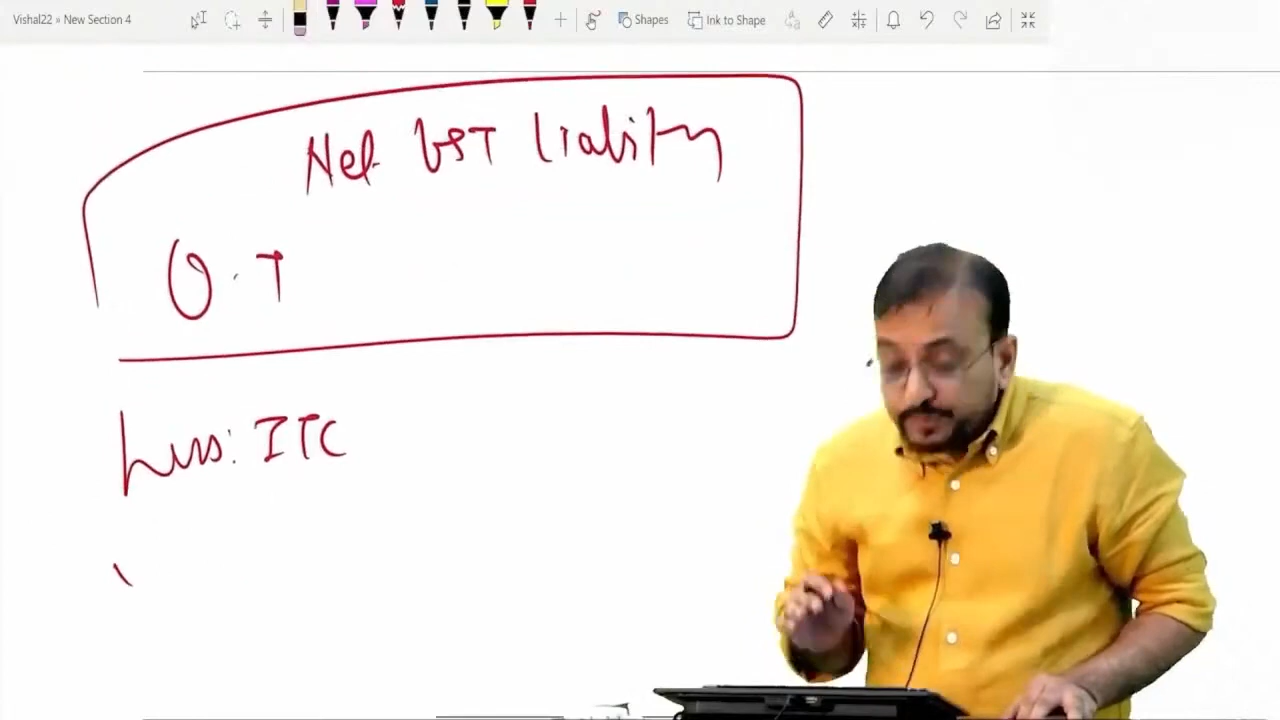 Vishal22 » New Section 4
Shapes
Ink to Shape
Net GST liability
O.T
Less: ITC